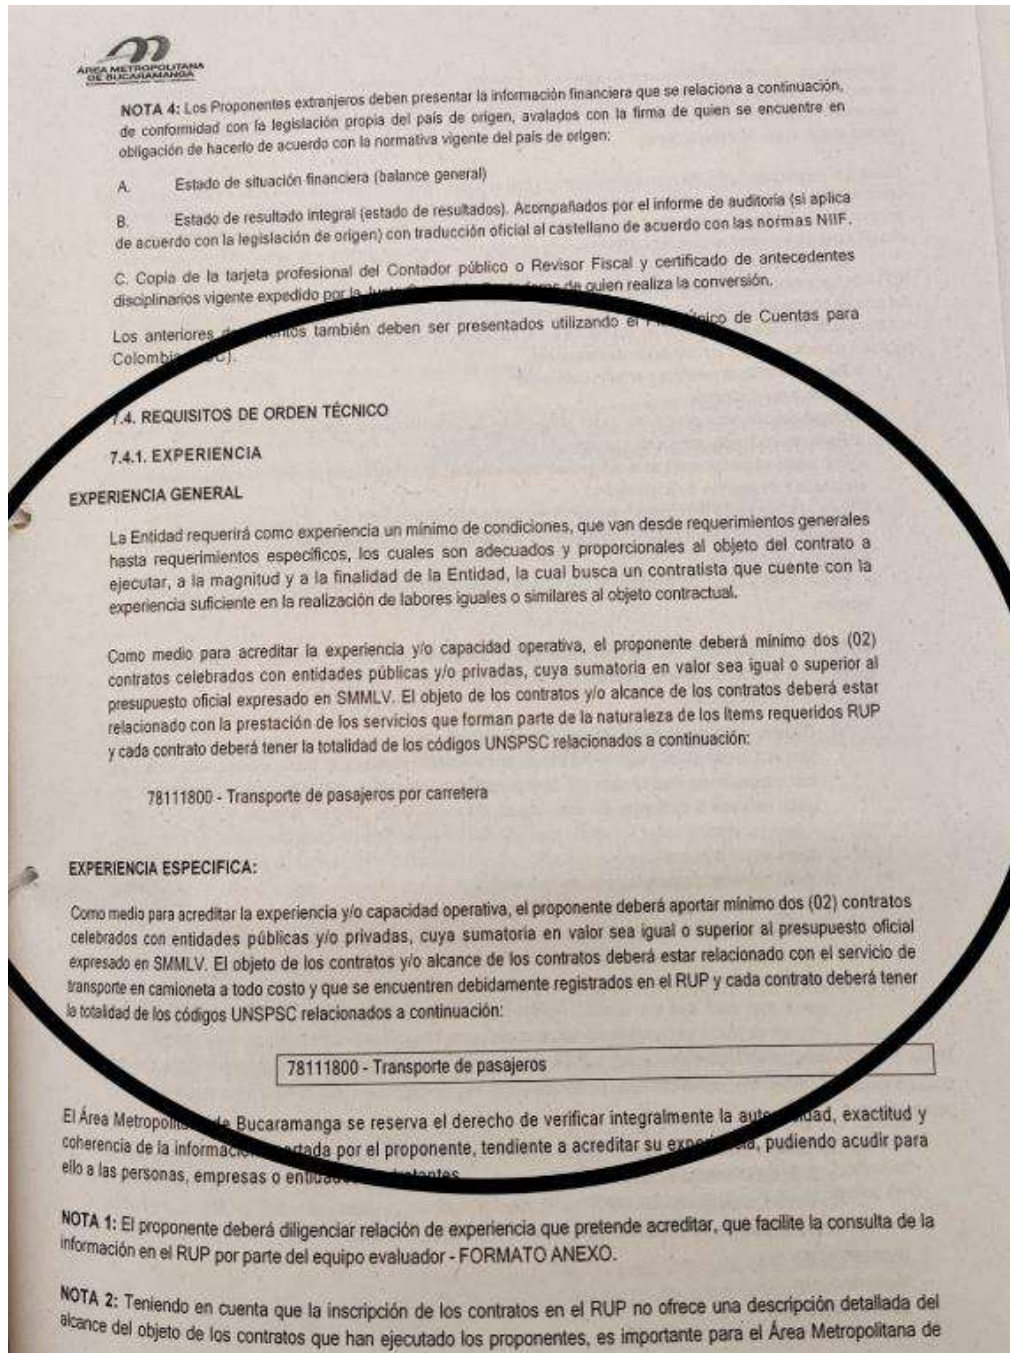 ÁREA METROPOLITANA
DE BUCARAMANGA
NOTA 4: Los Proponentes extranjeros deben presentar la información financiera que se relaciona a continuación,
de conformidad con la legislación propia del país de origen, avalados con la firma de quien se encuentre en
obligación de hacerlo de acuerdo con la normativa vigente del país de origen:
A. Estado de situación financiera (balance general)
B. Estado de resultado integral (estado de resultados). Acompañados por el informe de auditoría (si aplica
de acuerdo con la legislación de origen) con traducción oficial al castellano de acuerdo con las normas NIIF.
C. Copia de la tarjeta profesional del Contador público o Revisor Fiscal y certificado de antecedentes
disciplinarios vigente expedido por la de quien realiza la conversión.
Los anteriores también deben ser presentados utilizando el de Cuentas para
7.4. REQUISITOS DE ORDEN TÉCNICO
7.4.1. EXPERIENCIA
EXPERIENCIA GENERAL
La Entidad requerirá como experiencia un mínimo de condiciones, que van desde requerimientos generales
hasta requerimientos específicos, los cuales son adecuados y proporcionales al objeto del contrato a
ejecutar, a la magnitud y a la finalidad de la Entidad, la cual busca un contratista que cuente con la
experiencia suficiente en la realización de labores iguales o similares al objeto contractual.
Como medio para acreditar la experiencia y/o capacidad operativa, el proponente deberá mínimo dos (02)
contratos celebrados con entidades públicas y/o privadas, cuya sumatoria en valor sea igual o superior al
presupuesto oficial expresado en SMMLV. El objeto de los contratos y/o alcance de los contratos deberá estar
relacionado con la prestación de los servicios que forman parte de la naturaleza de los ítems requeridos RUP
y cada contrato deberá tener la totalidad de los códigos UNSPSC relacionados a continuación:
78111800 - Transporte de pasajeros por carretera
EXPERIENCIA ESPECIFICA:
Como medio para acreditar la experiencia y/o capacidad operativa, el proponente deberá aportar mínimo dos (02) contratos
celebrados con entidades públicas y/o privadas, cuya sumatoria en valor sea igual o superior al presupuesto oficial
expresado en SMMLV. El objeto de los contratos y/o alcance de los contratos deberá estar relacionado con el servicio de
transporte en camioneta a todo costo y que se encuentren debidamente registrados en el RUP y cada contrato deberá tener
la totalidad de los códigos UNSPSC relacionados a continuación:
78111800 - Transporte de pasajeros
El Área de Bucaramanga se reserva el derecho de verificar integralmente la exactitud y
coherencia de la por el proponente, tendiente a acreditar su pudiendo acudir para
ello a las personas, empresas o
NOTA 1: El proponente deberá diligenciar relación de experiencia que pretende acreditar, que facilite la consulta de la
información en el RUP por parte del equipo evaluador - FORMATO ANEXO.
NOTA 2: Teniendo en cuenta que la inscripción de los contratos en el RUP no ofrece una descripción detallada del
alcance del objeto de los contratos que han ejecutado los proponentes, es importante para el Área Metropolitana de